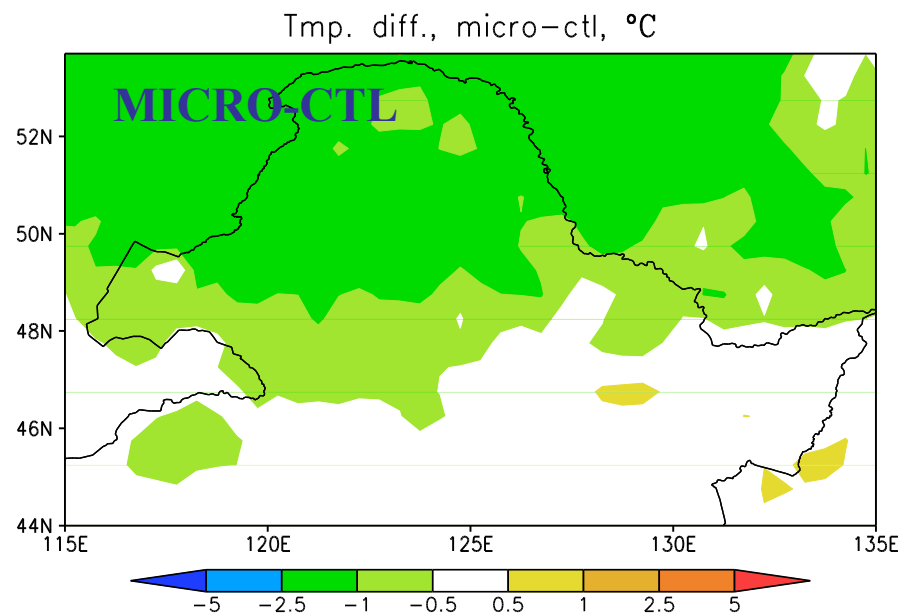 Tmp. diff., micro-ctl, °C
MICRO-CTL
52N
50N
48N
46N
44N
115E 120E 125E 130E 135E
-5 -2.5 -1 -0.5 0.5 1 2.5 5